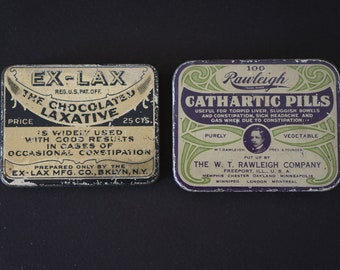 EX-LAX
REG. U.S. PAT. OFF.
THE CHOCOLATED
LAXATIVE
PRICE 25 CTS.
IS WIDELY USED
WITH GOOD RESULTS
IN CASES OF
OCCASIONAL CONSTIPATION
PREPARED ONLY BY THE
EX-LAX MFG. CO., BKLYN, N.Y.
100
Rawleigh
CATHARTIC PILLS
USEFUL FOR TORPID LIVER, SLUGGISH BOWELS
AND CONSTIPATION, SICK HEADACHE, AND
GAS WHEN DUE TO CONSTIPATION
PURELY VEGETABLE
W.T. RAWLEIGH
PUT UP BY
THE W. T. RAWLEIGH COMPANY
FREEPORT, ILL., U.S.A.
MEMPHIS CHESTER OAKLAND MINNEAPOLIS
WINNIPEG LONDON MONTREAL